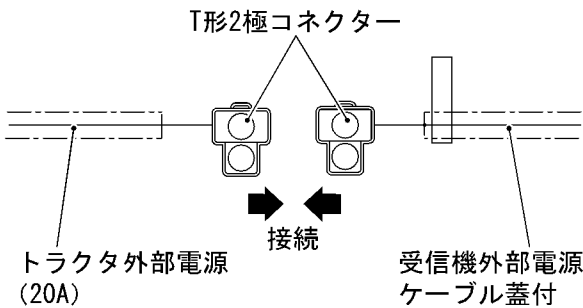 T形2極コネクター
接続
トラクタ外部電源
(20A)
受信機外部電源
ケーブル蓋付